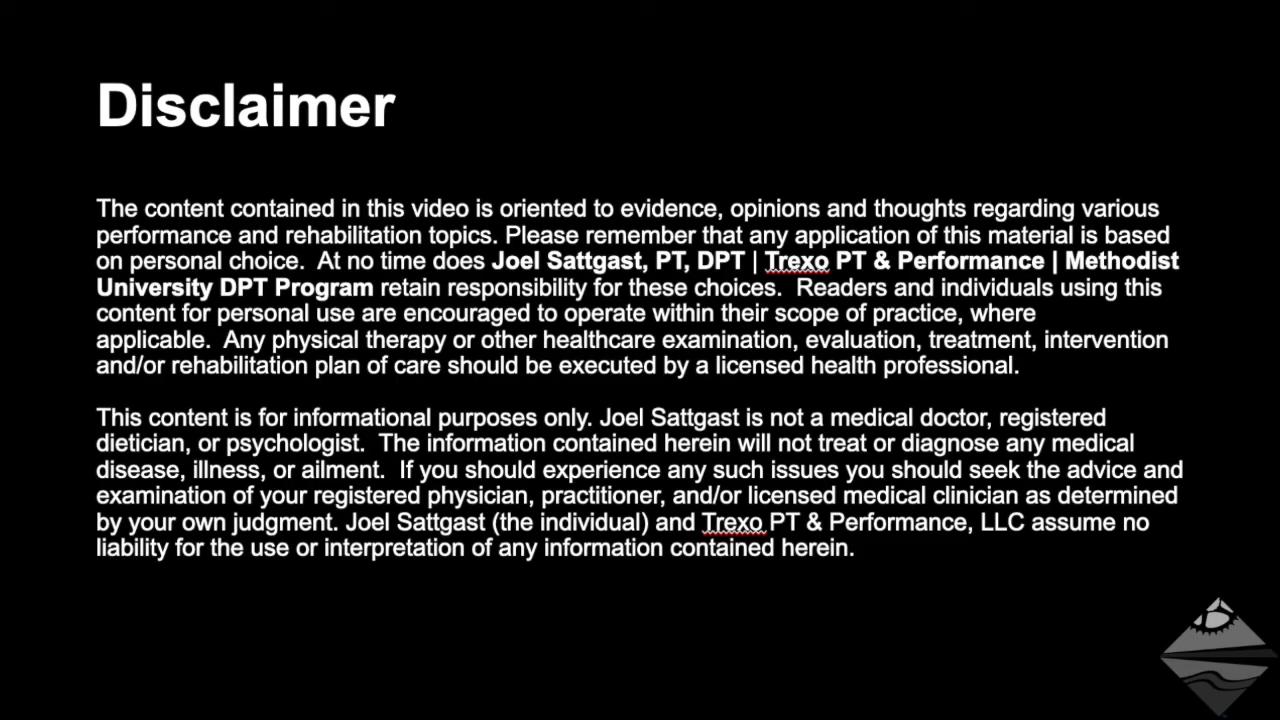 Disclaimer
The content contained in this video is oriented to evidence, opinions and thoughts regarding various
performance and rehabilitation topics. Please remember that any application of this material is based
on personal choice.  At no time does Joel Sattgast, PT, DPT | Trexo PT & Performance | Methodist
University DPT Program retain responsibility for these choices.  Readers and individuals using this
content for personal use are encouraged to operate within their scope of practice, where
applicable.  Any physical therapy or other healthcare examination, evaluation, treatment, intervention
and/or rehabilitation plan of care should be executed by a licensed health professional.
This content is for informational purposes only. Joel Sattgast is not a medical doctor, registered
dietician, or psychologist.  The information contained herein will not treat or diagnose any medical
disease, illness, or ailment.  If you should experience any such issues you should seek the advice and
examination of your registered physician, practitioner, and/or licensed medical clinician as determined
by your own judgment. Joel Sattgast (the individual) and Trexo PT & Performance, LLC assume no
liability for the use or interpretation of any information contained herein.